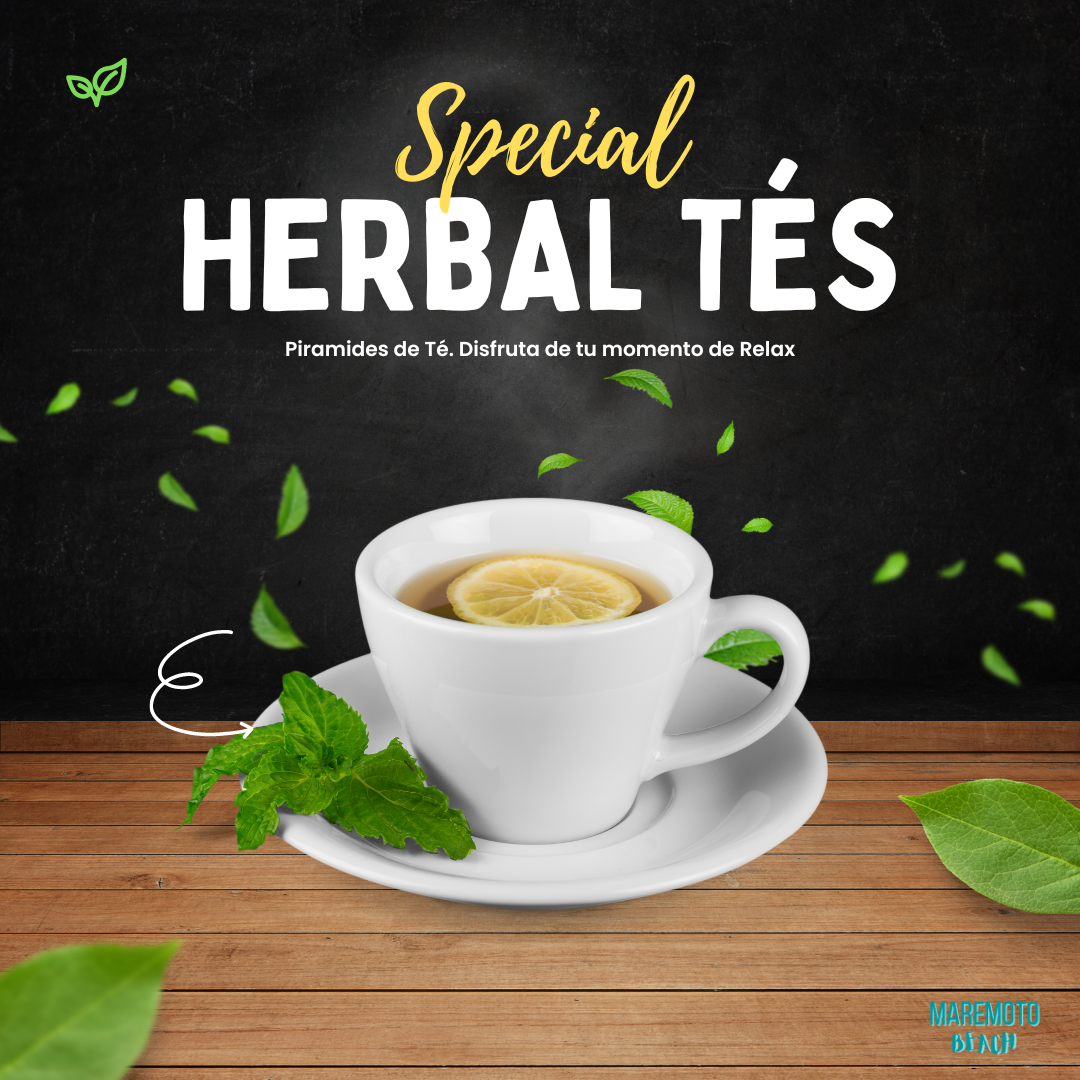 Special
HERBAL TÉS
Piramides de Té. Disfruta de tu momento de Relax
MAREMOTO
BEACH